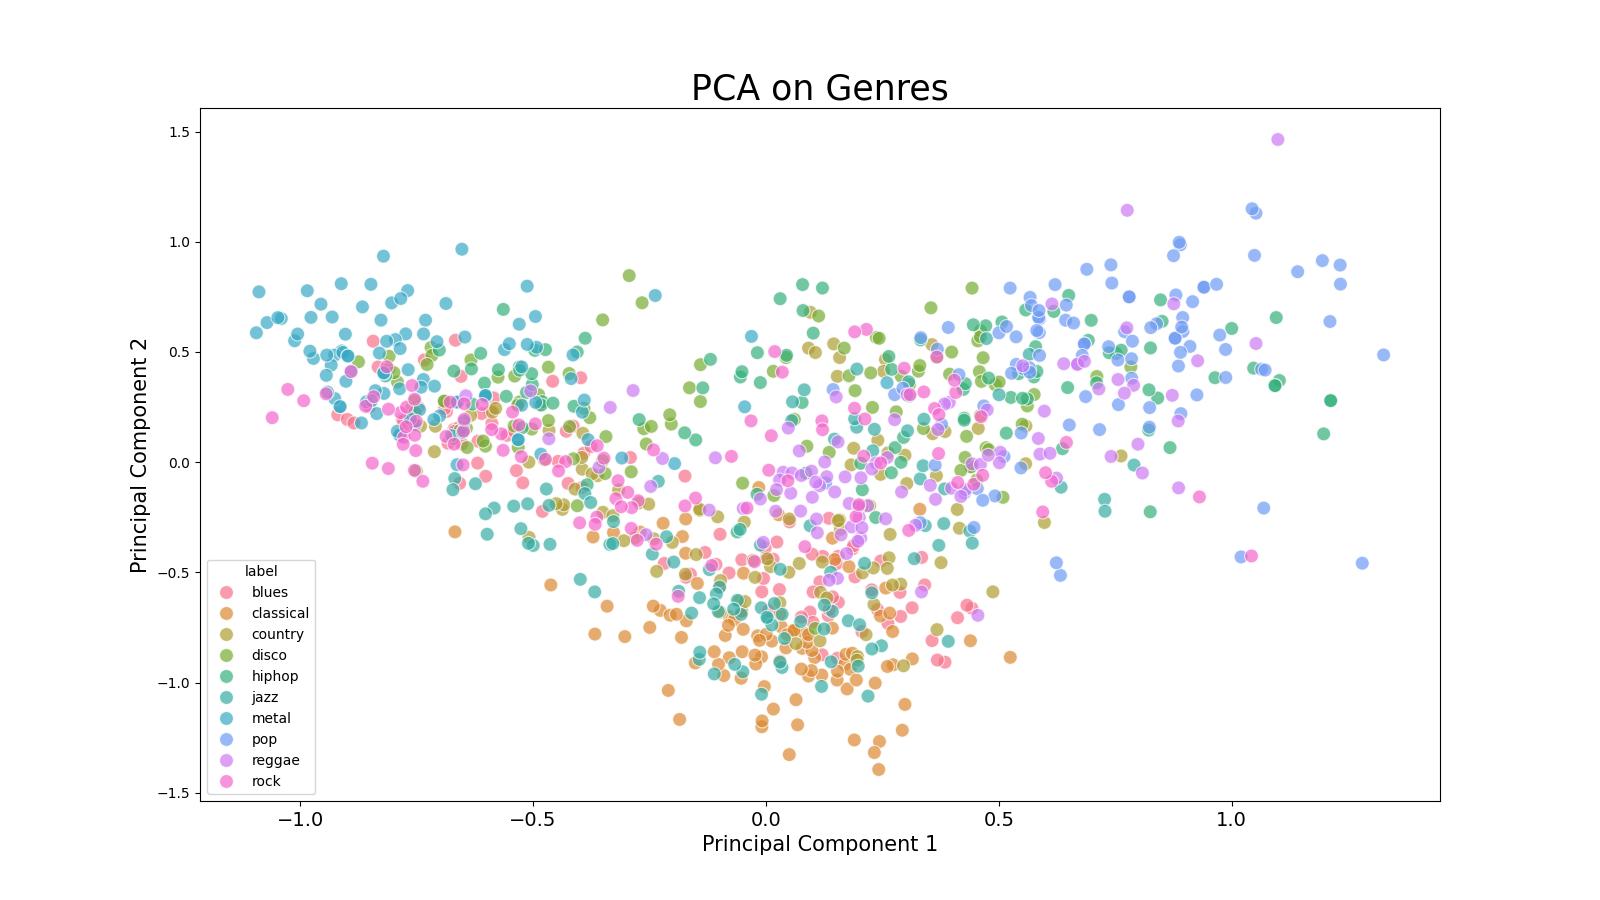 PCA on Genres
1.5
1.0
0.5
0.0
−0.5
−1.0
−1.5
Principal Component 2
label
blues
classical
country
disco
hiphop
jazz
metal
pop
reggae
rock
−1.0 −0.5 0.0 0.5 1.0
Principal Component 1